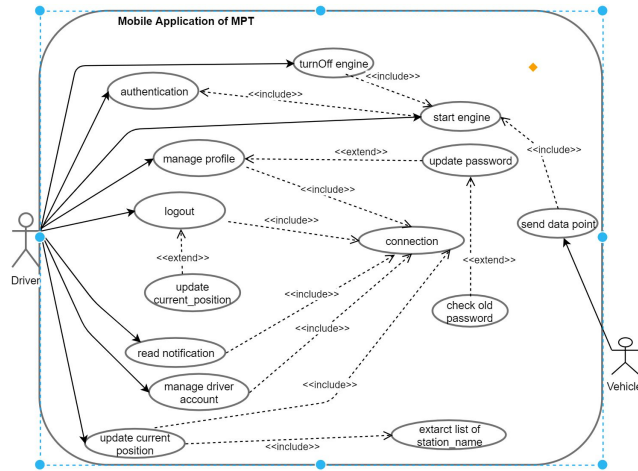 Mobile Application of MPT
turnOff engine
<<include>>
authentication
<<include>>
start engine
<<extend>>
<<include>>
manage profile
update password
<<include>>
logout
<<include>>
send data point
connection
<<extend>>
<<extend>>
Driver
update
current_position
<<include>>
check old
password
<<include>>
read notification
Vehicle
manage driver
account
<<include>>
update current
position
<<include>>
extarct list of
station_name